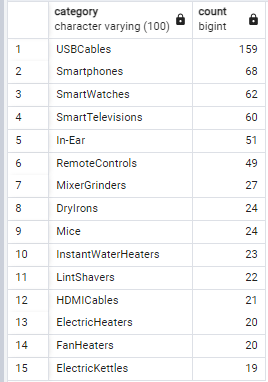 category count
character varying (100) bigint
1 USBCables 159
2 Smartphones 68
3 SmartWatches 62
4 SmartTelevisions 60
5 In-Ear 51
6 RemoteControls 49
7 MixerGrinders 27
8 DryIrons 24
9 Mice 24
10 InstantWaterHeaters 23
11 LintShavers 22
12 HDMICables 21
13 ElectricHeaters 20
14 FanHeaters 20
15 ElectricKettles 19